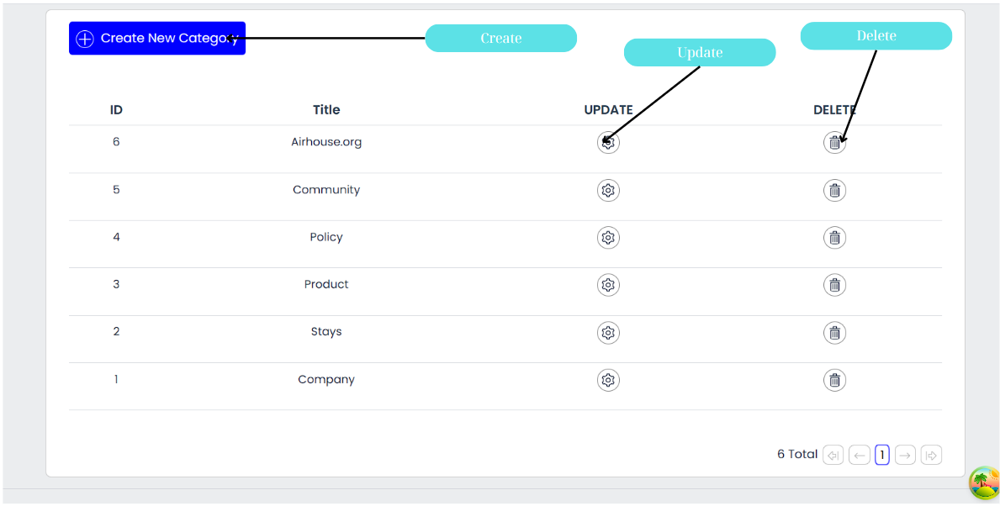 Create New Category
Create
Update
Delete
ID Title UPDATE DELETE
6 Airhouse.org
5 Community
4 Policy
3 Product
2 Stays
1 Company
6 Total 1